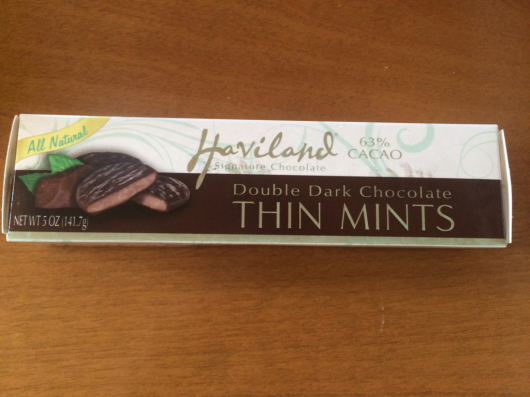 All Natural
Haviland
Signature Chocolate
63%
CACAO
Double Dark Chocolate
THIN MINTS
NET WT 5 OZ (141.7g)